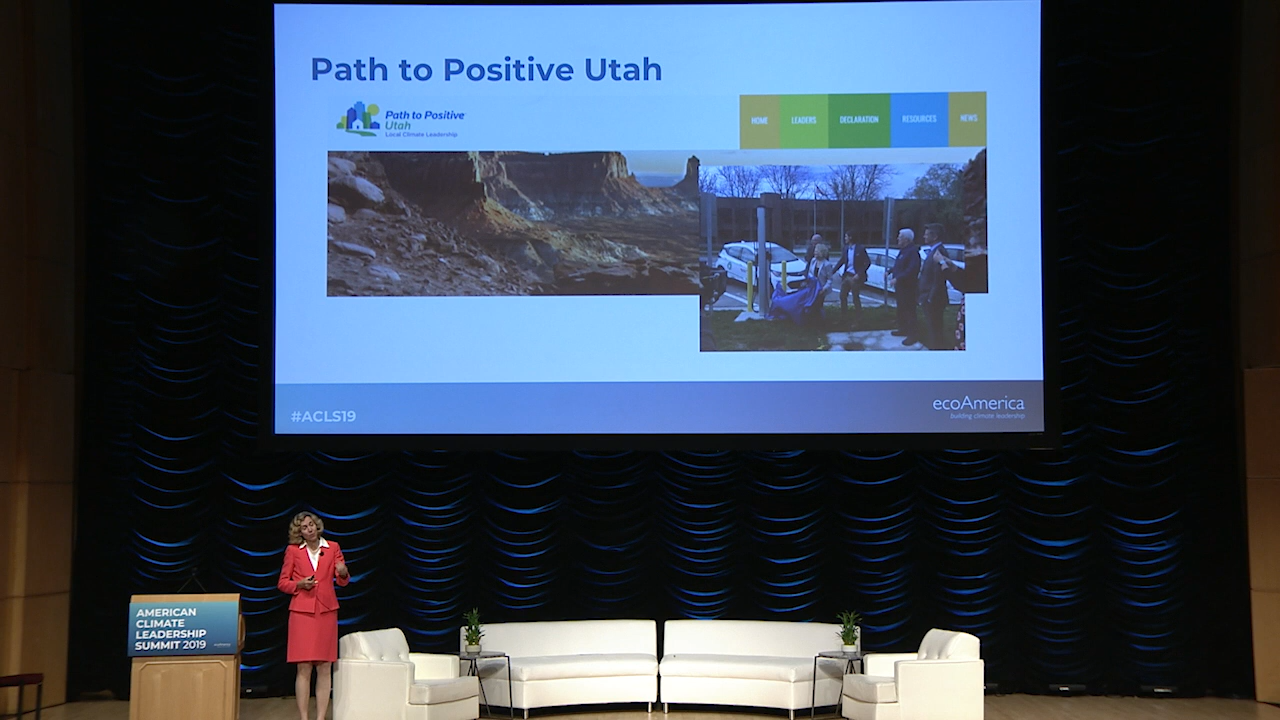 Path to Positive Utah
Path to Positive
Utah
Local Climate Leadership
HOME
LEADERS
DECLARATION
RESOURCES
NEWS
#ACLS19
ecoAmerica
building climate leadership
AMERICAN
CLIMATE
LEADERSHIP
SUMMIT 2019
ecoAmerica